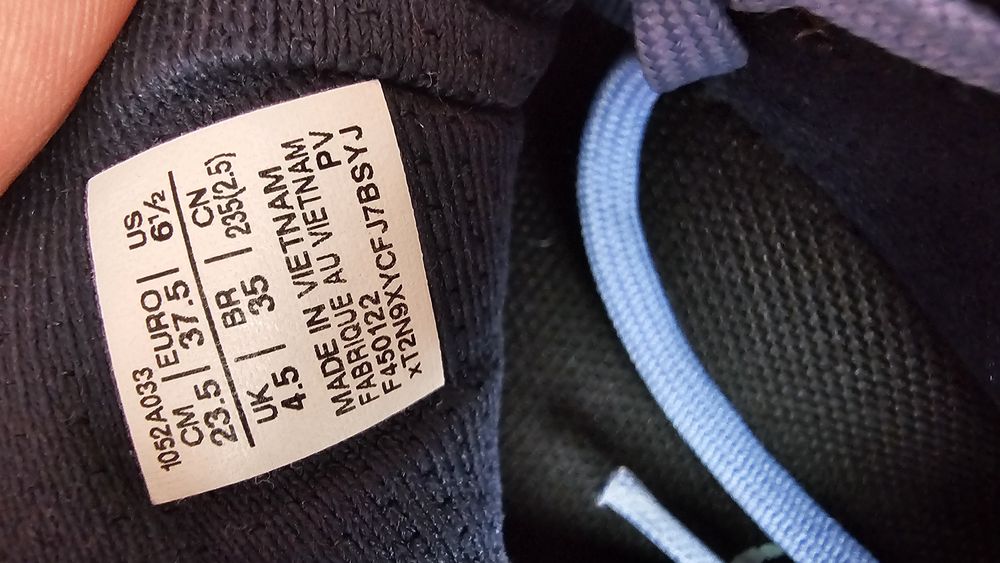 1052A033
CM | EURO | US
23.5 | 37.5 | 6½
UK | BR | CN
4.5 | 35 | 235(2.5)
MADE IN VIETNAM
FABRIQUE AU VIETNAM
F450122 PV
XT2N9XYCFJ7BSYJ